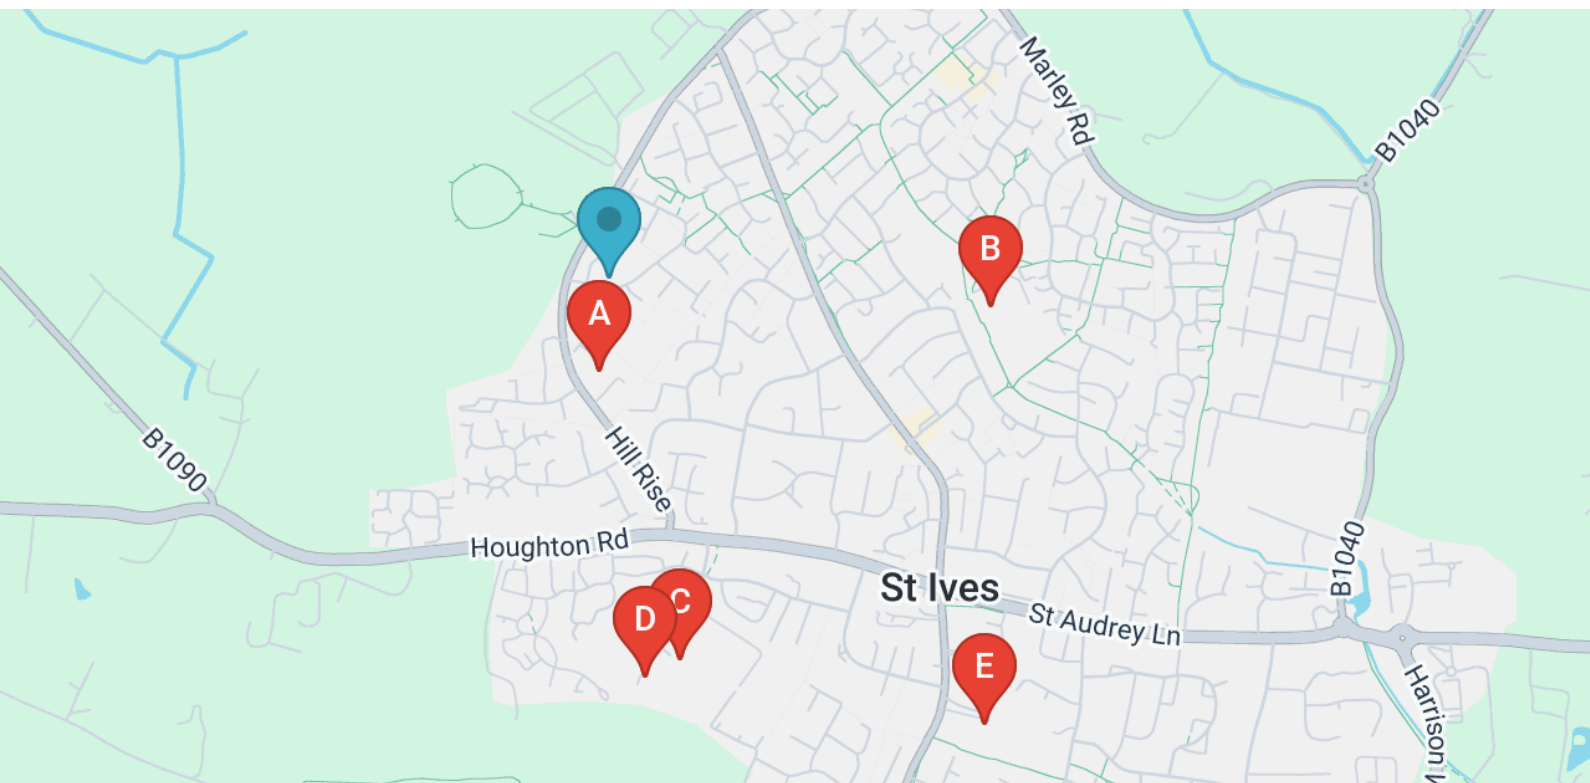 Marley Rd
B1040
B
A
B1090
Hill Rise
Houghton Rd
B1040
St Ives
C
D
St Audrey Ln
E
Harrison